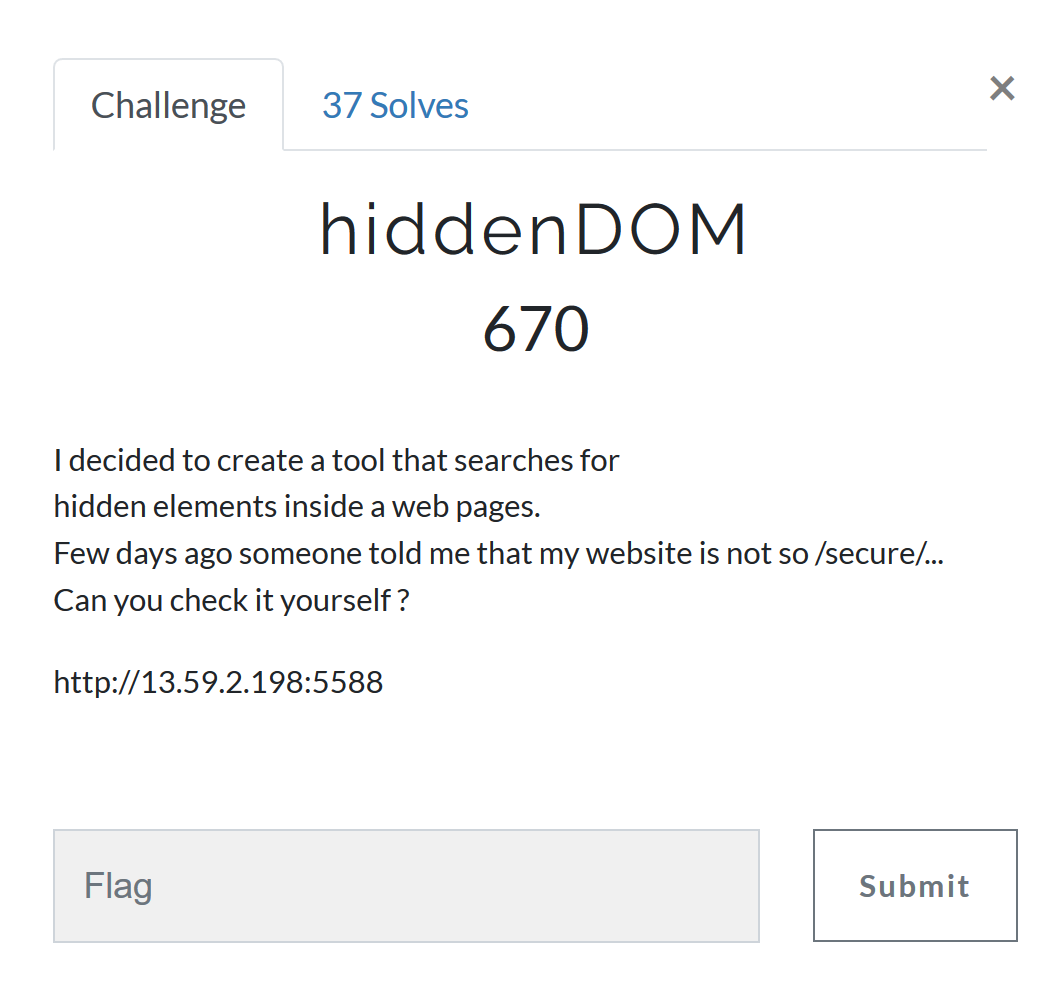 Challenge
37 Solves
×
hiddenDOM
670
I decided to create a tool that searches for
hidden elements inside a web pages.
Few days ago someone told me that my website is not so /secure/...
Can you check it yourself ?
http://13.59.2.198:5588
Flag
Submit